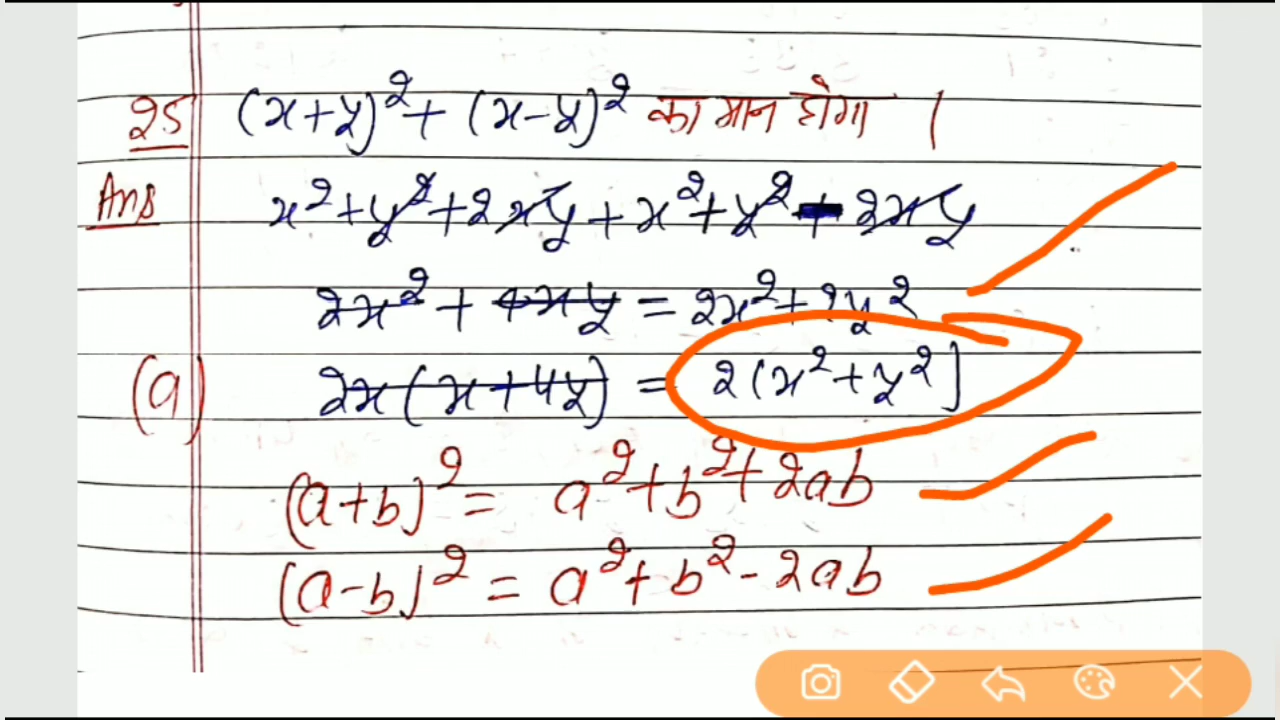 25 (x+y)² + (x-y)² का मान होगा |
Ans x² + y² + 2xy + x² + y² - 2xy
2x² + 4xy = 2x² + 2y²
(a) 2x(x+4y) = 2(x² + y²)
(a+b)² = a² + b² + 2ab
(a-b)² = a² + b² - 2ab